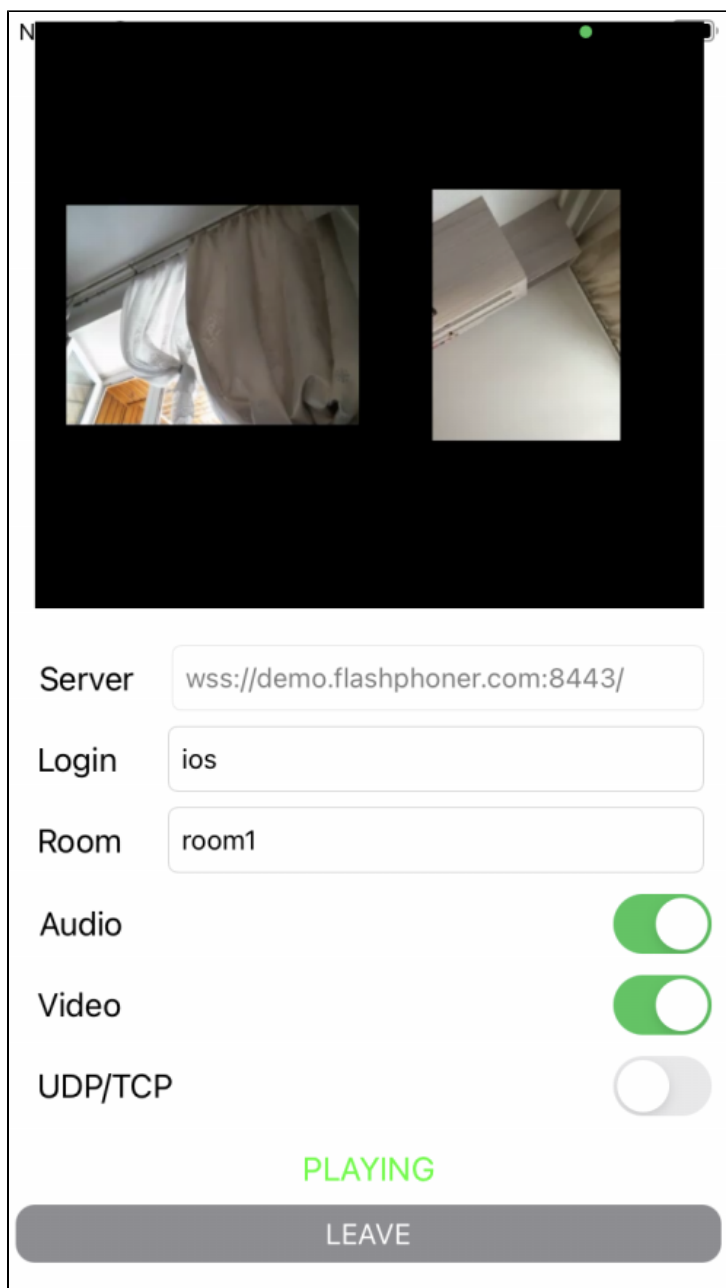 N
Server
wss://demo.flashphoner.com:8443/
Login
ios
Room
room1
Audio
Video
UDP/TCP
PLAYING
LEAVE